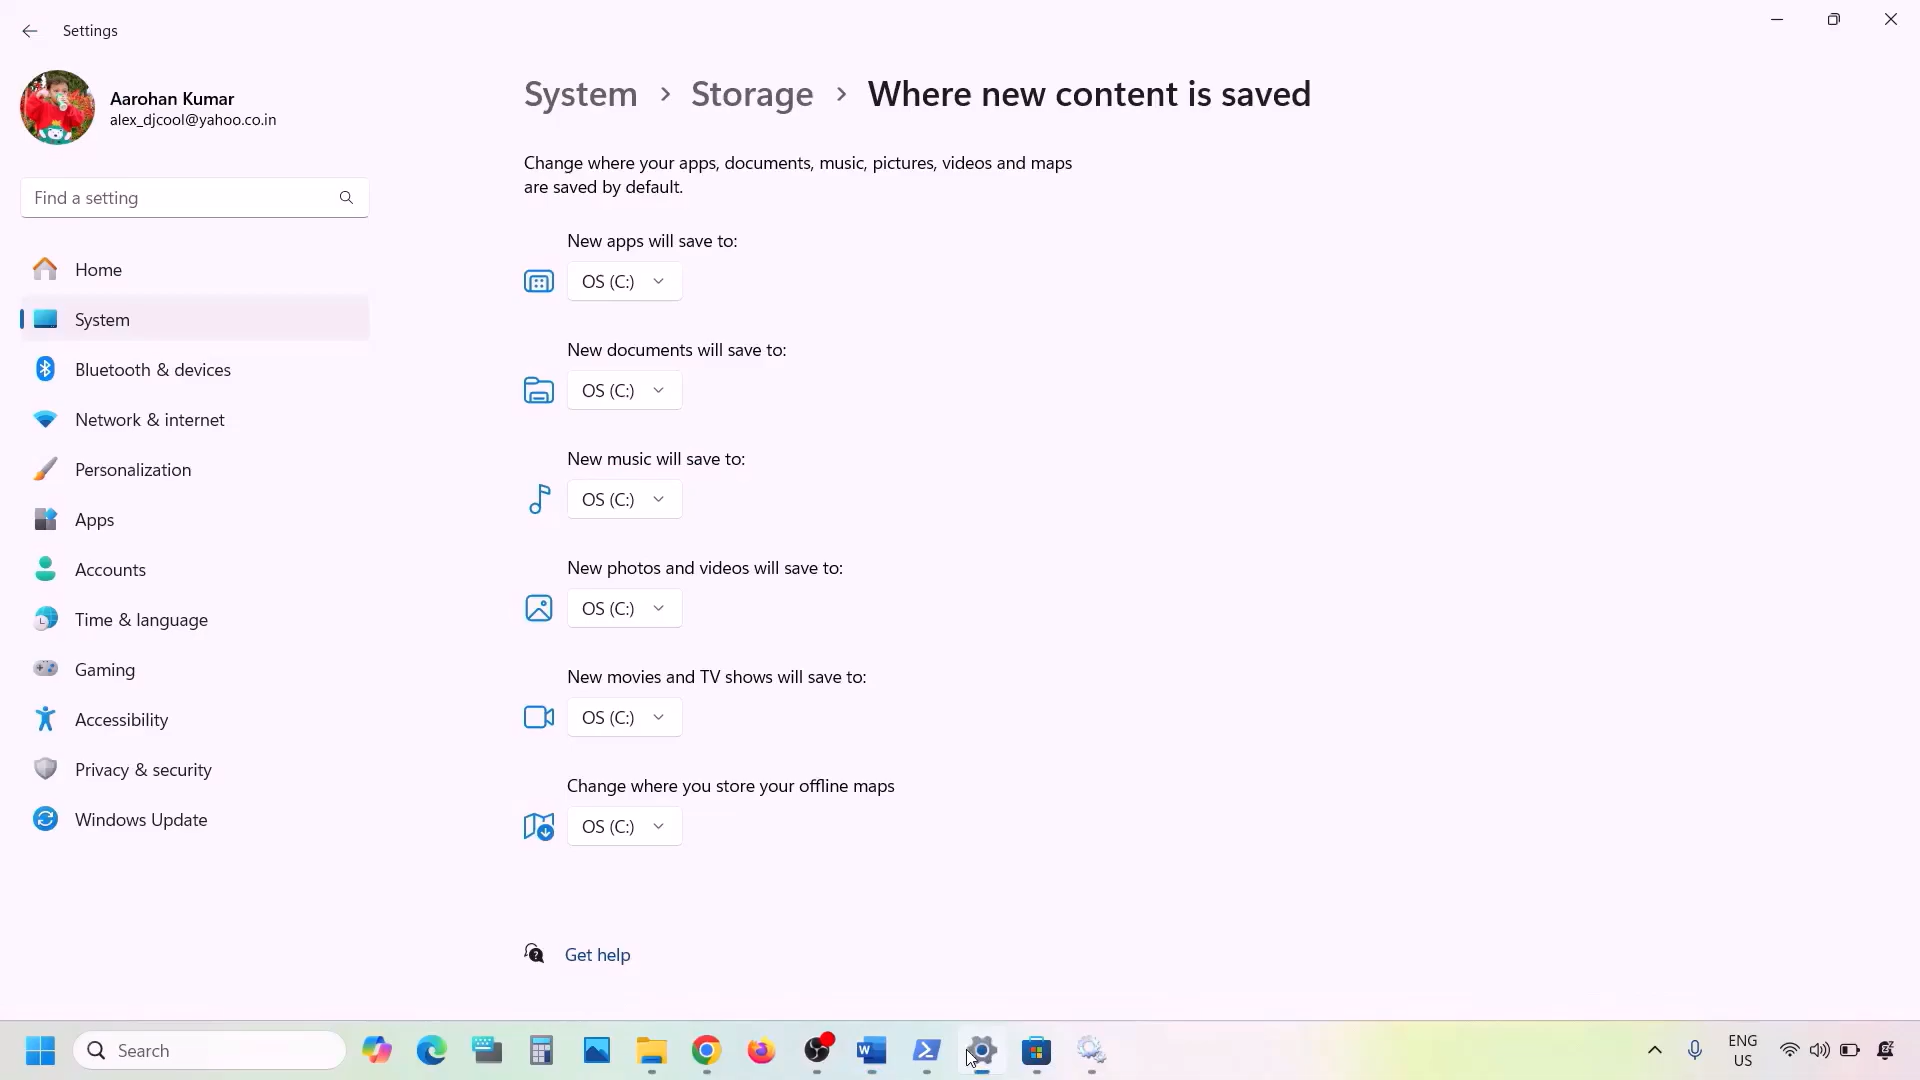 Settings
Aarohan Kumar
alex_djcool@yahoo.co.in
Find a setting
Home
System
Bluetooth & devices
Network & internet
Personalization
Apps
Accounts
Time & language
Gaming
Accessibility
Privacy & security
Windows Update
System > Storage > Where new content is saved
Change where your apps, documents, music, pictures, videos and maps
are saved by default.
New apps will save to:
OS (C:)
New documents will save to:
OS (C:)
New music will save to:
OS (C:)
New photos and videos will save to:
OS (C:)
New movies and TV shows will save to:
OS (C:)
Change where you store your offline maps
OS (C:)
Get help
Search
ENG
US